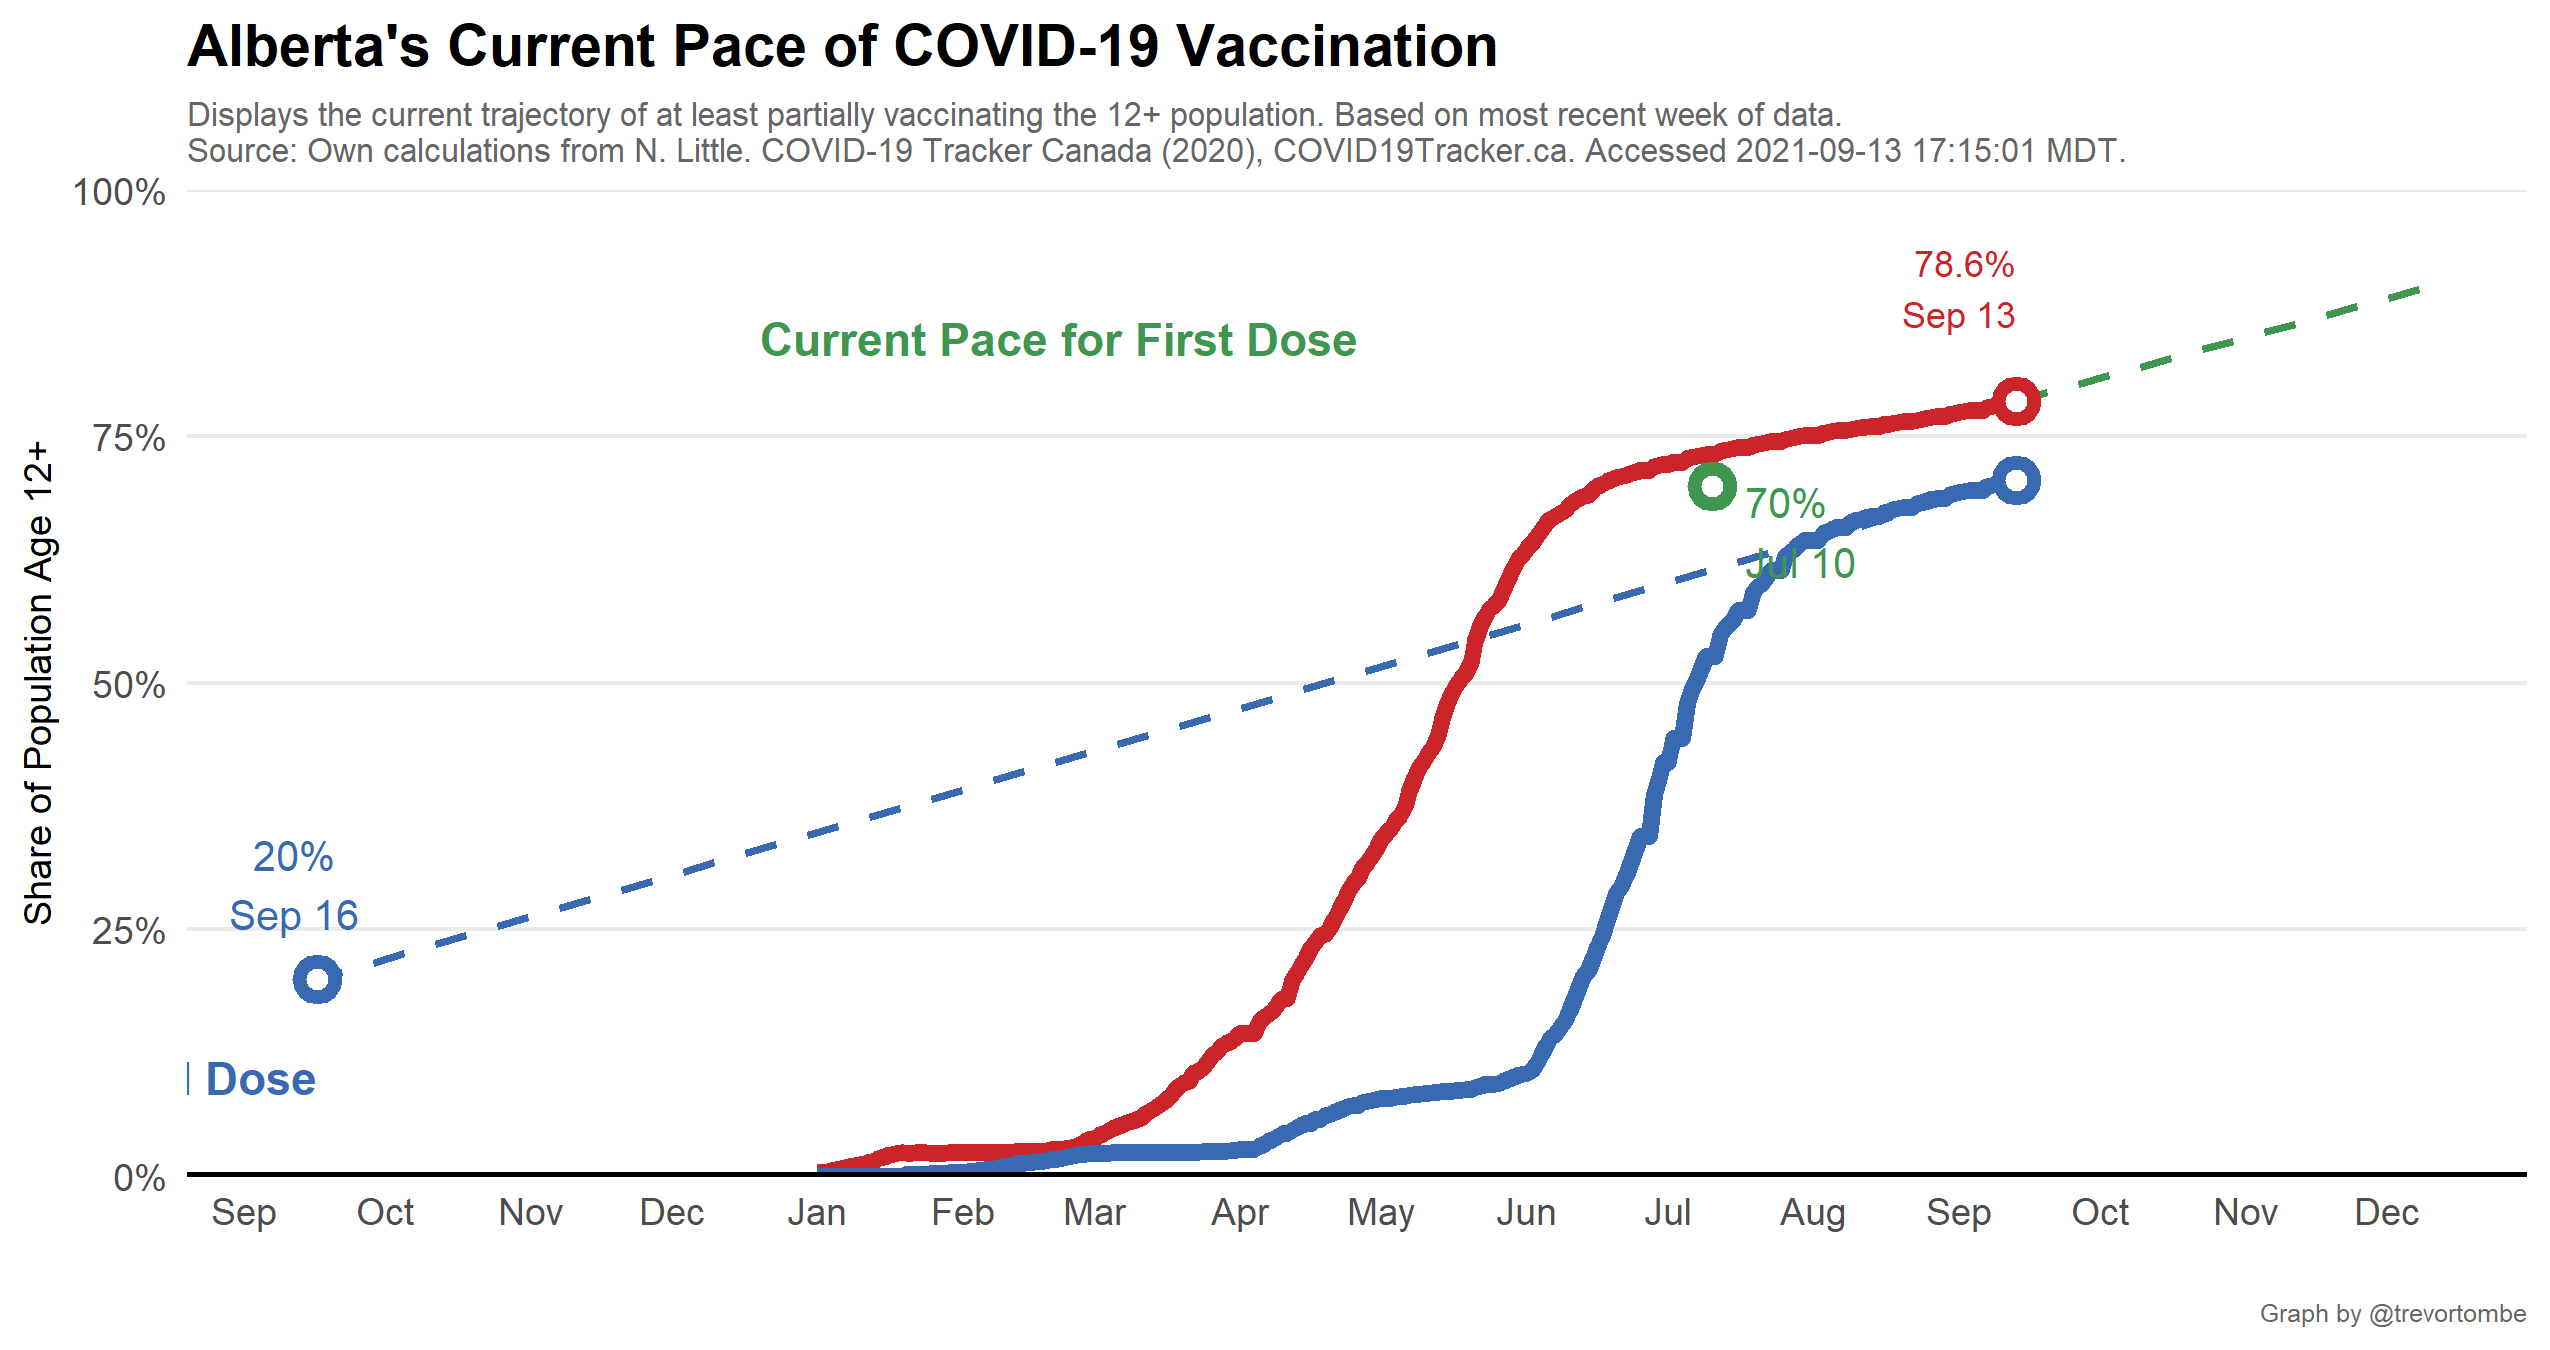 Alberta's Current Pace of COVID-19 Vaccination
Displays the current trajectory of at least partially vaccinating the 12+ population. Based on most recent week of data.
Source: Own calculations from N. Little. COVID-19 Tracker Canada (2020), COVID19Tracker.ca. Accessed 2021-09-13 17:15:01 MDT.
Share of Population Age 12+
100%
75%
50%
25%
0%
78.6%
Sep 13
Current Pace for First Dose
70%
Jul 10
20%
Sep 16
Dose
Sep Oct Nov Dec Jan Feb Mar Apr May Jun Jul Aug Sep Oct Nov Dec
Graph by @trevortombe